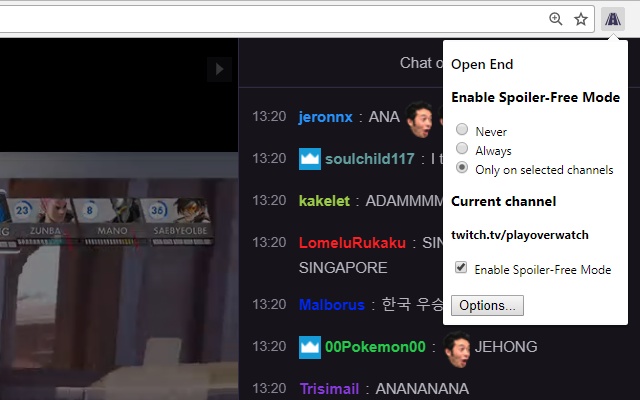 Open End
Enable Spoiler-Free Mode
Never
Always
Only on selected channels
Current channel
twitch.tv/playoverwatch
Enable Spoiler-Free Mode
Options...
Chat o
13:20 jeronnx : ANA
13:20 soulchild117 : I t
13:20 kakelet : ADAMMMM
13:20 LomeluRukaku : SIN
SINGAPORE
13:20 Malborus : 한국 우승
13:20 00Pokemon00 : JEHONG
13:20 Trisimail : ANANANANA
23 8 36
G ZUNBA MANO SAEBYEOLBE